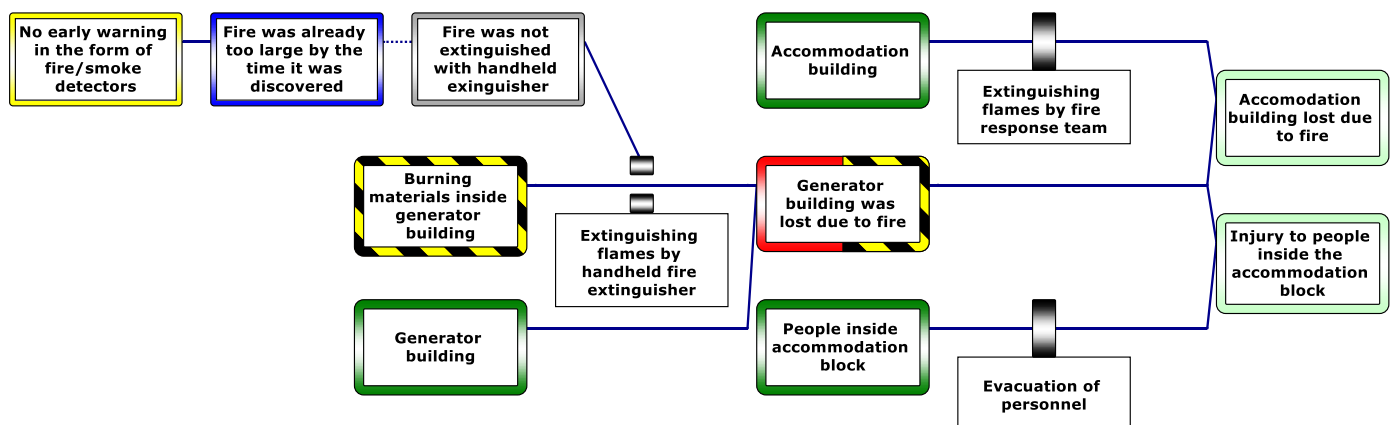 No early warning
in the form of
fire/smoke
detectors
Fire was already
too large by the
time it was
discovered
Fire was not
extinguished
with handheld
exinguisher
Accommodation
building
Extinguishing
flames by fire
response team
Accomodation
building lost due
to fire
Burning
materials inside
generator
building
Extinguishing
flames by
handheld fire
extinguisher
Generator
building was
lost due to fire
Injury to people
inside the
accommodation
block
Generator
building
People inside
accommodation
block
Evacuation of
personnel